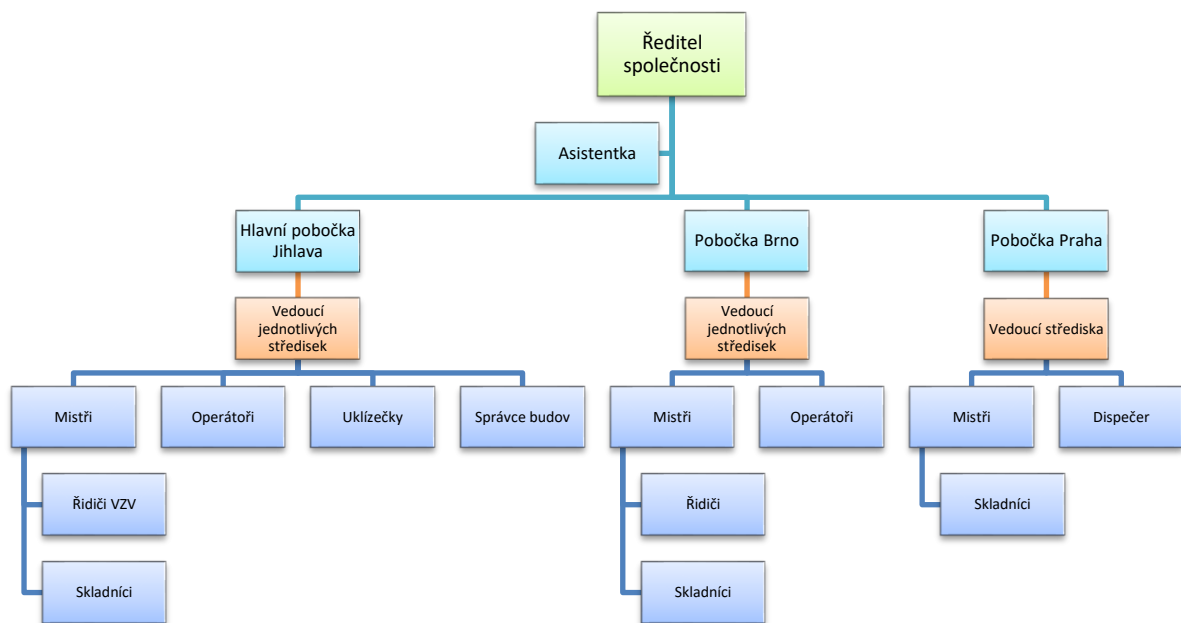 Ředitel
společnosti
Asistentka
Hlavní pobočka
Jihlava
Pobočka Brno
Pobočka Praha
Vedoucí
jednotlivých
středisek
Vedoucí
jednotlivých
středisek
Vedoucí střediska
Mistři
Operátoři
Uklízečky
Správce budov
Mistři
Operátoři
Mistři
Dispečer
Řidiči VZV
Řidiči
Skladníci
Skladníci
Skladníci